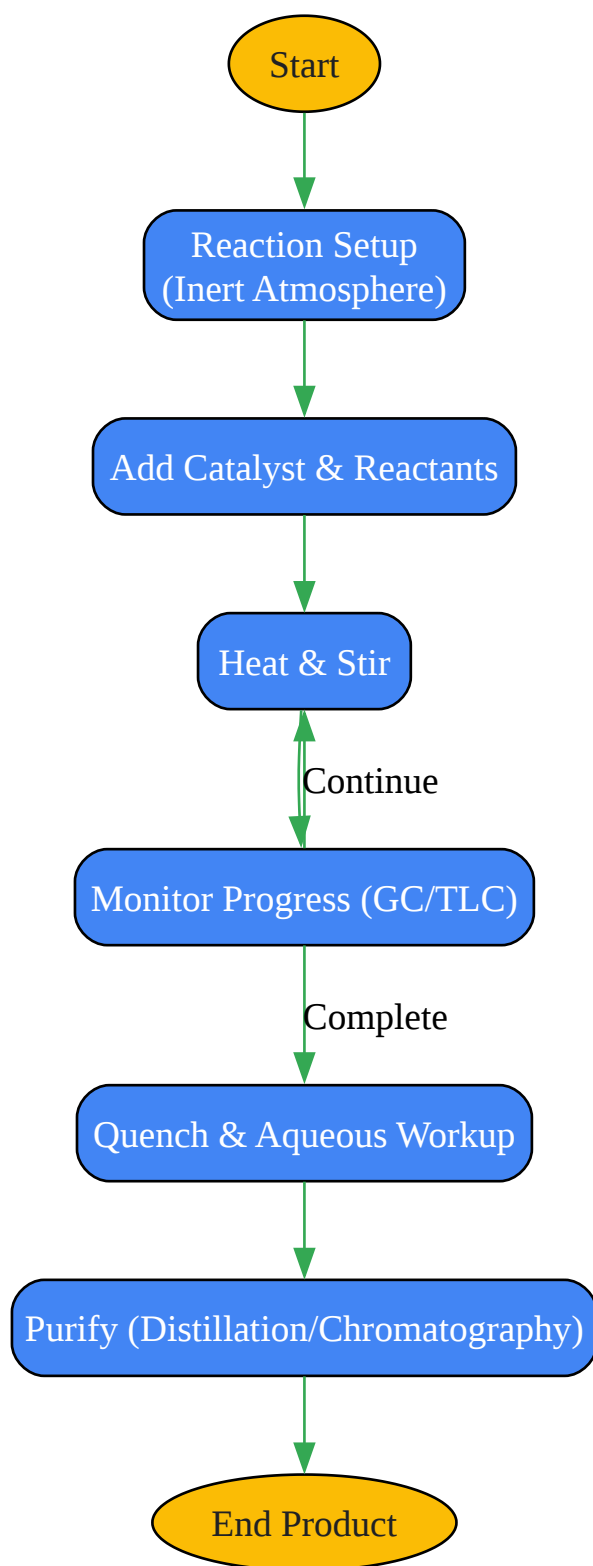 Start
Reaction Setup
(Inert Atmosphere)
Add Catalyst & Reactants
Heat & Stir
Continue
Monitor Progress (GC/TLC)
Complete
Quench & Aqueous Workup
Purify (Distillation/Chromatography)
End Product